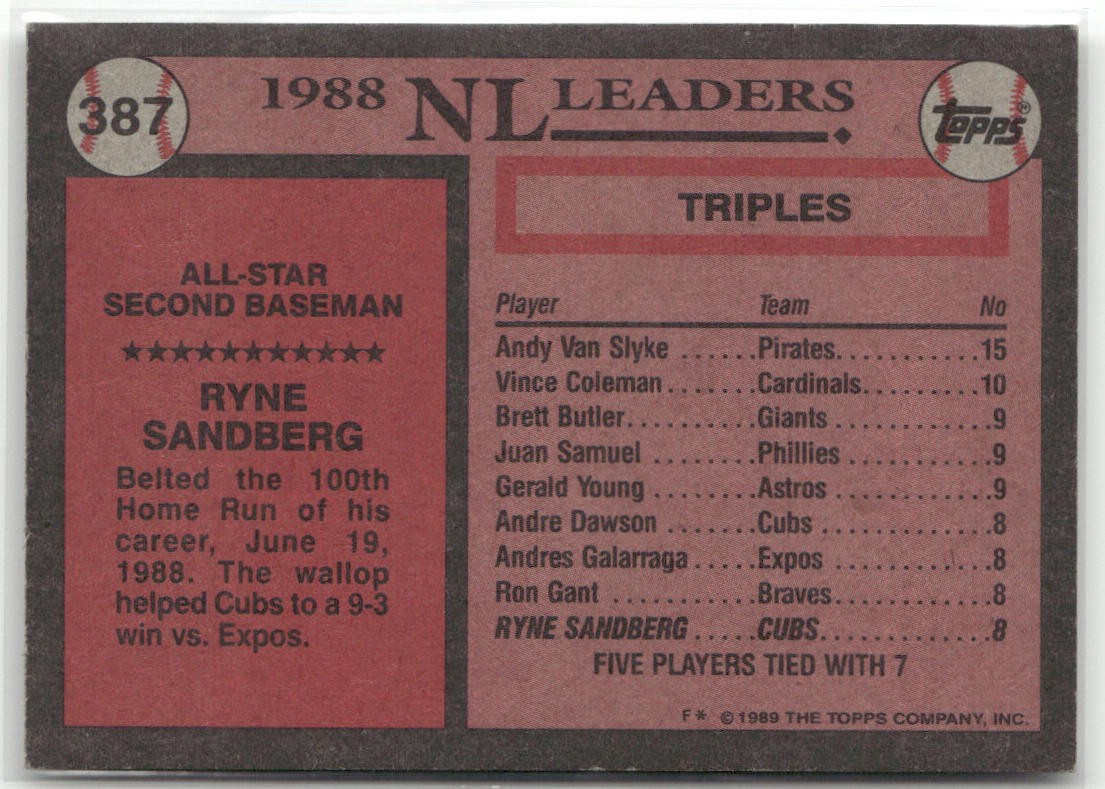 387
1988 NL LEADERS
Topps®
ALL-STAR
SECOND BASEMAN
★★★★★★★★★★★
RYNE
SANDBERG
Belted the 100th
Home Run of his
career, June 19,
1988. The wallop
helped Cubs to a 9-3
win vs. Expos.
TRIPLES
Player Team No
Andy Van Slyke ......Pirates...........15
Vince Coleman.......Cardinals.........10
Brett Butler..........Giants ............9
Juan Samuel ........Phillies ..........9
Gerald Young .......Astros ...........9
Andre Dawson ......Cubs ............8
Andres Galarraga.....Expos ...........8
Ron Gant ...........Braves...........8
RYNE SANDBERG.....CUBS............8
FIVE PLAYERS TIED WITH 7
F* © 1989 THE TOPPS COMPANY, INC.